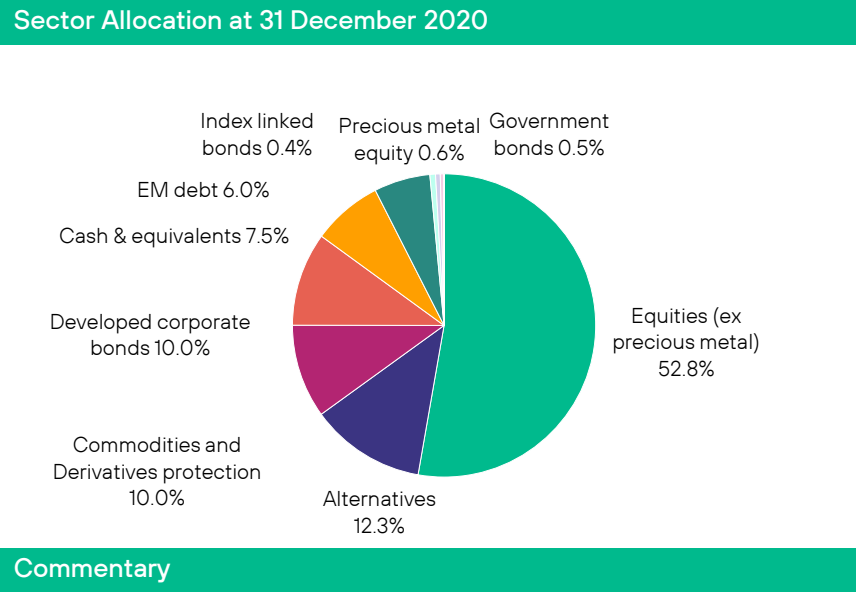 Sector Allocation at 31 December 2020
Index linked
bonds 0.4%
Precious metal
equity 0.6%
Government
bonds 0.5%
EM debt 6.0%
Cash & equivalents 7.5%
Developed corporate
bonds 10.0%
Equities (ex
precious metal)
52.8%
Commodities and
Derivatives protection
10.0%
Alternatives
12.3%
Commentary